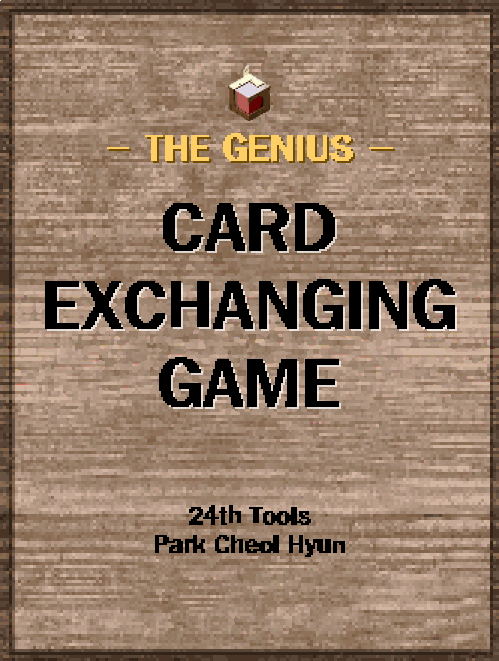 – THE GENIUS –
CARD
EXCHANGING
GAME
24th Tools
Park Cheol Hyun